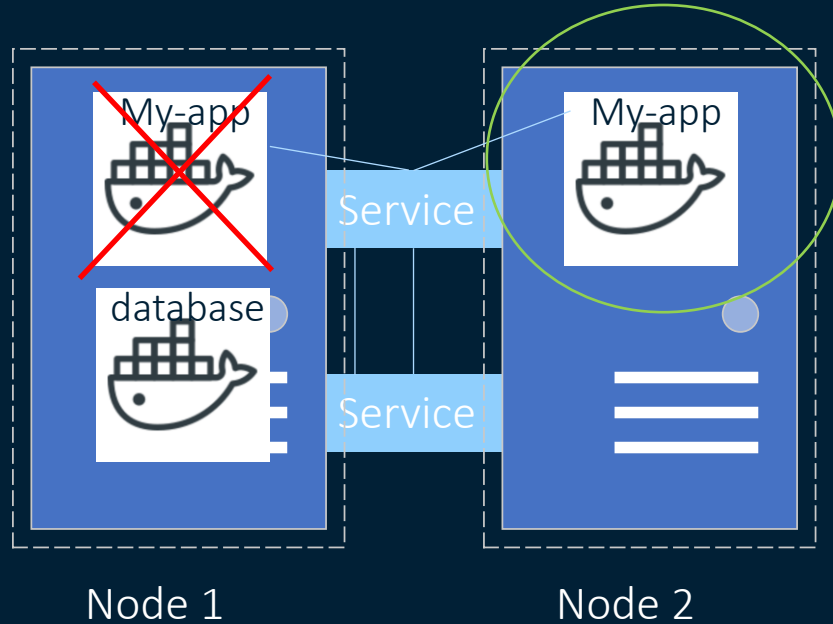 My-app
My-app
Service
database
Service
Node 1
Node 2